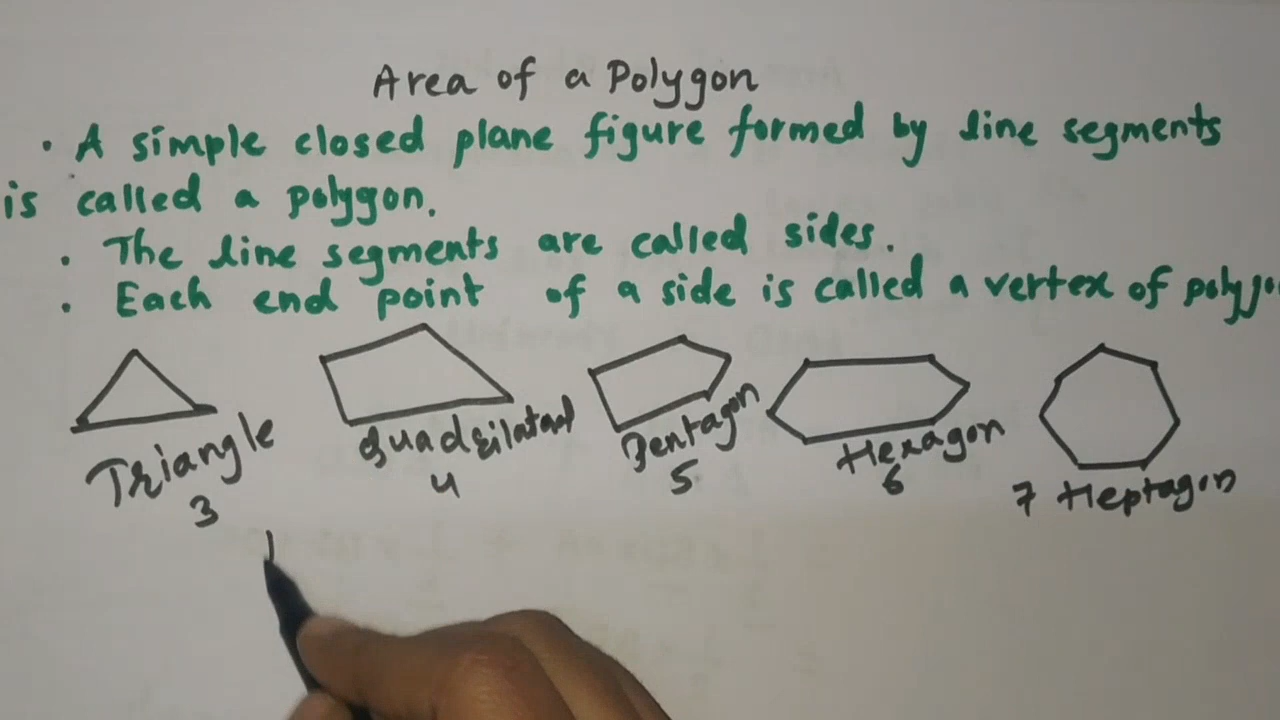 Area of a Polygon
. A simple closed plane figure formed by line segments
is called a polygon.
. The line segments are called sides.
. Each end point of a side is called a vertex of polygon
Triangle Quadrilateral Pentagon Hexagon 7 Heptagon
3 4 5 6